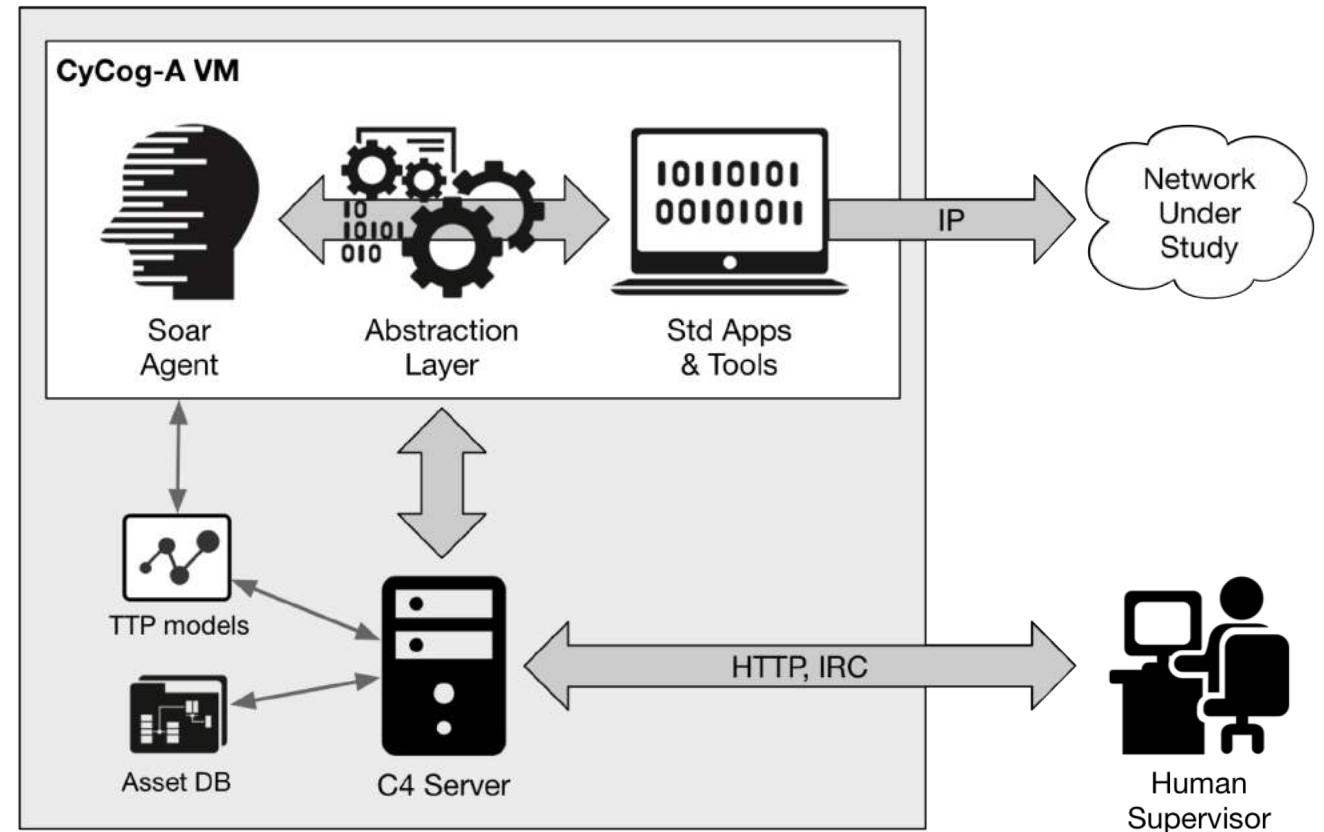 CyCog-A VM
10
10101
010
10110101
00101011
Soar
Agent
Abstraction
Layer
Std Apps
& Tools
IP
Network
Under
Study
TTP models
Asset DB
C4 Server
HTTP, IRC
Human
Supervisor